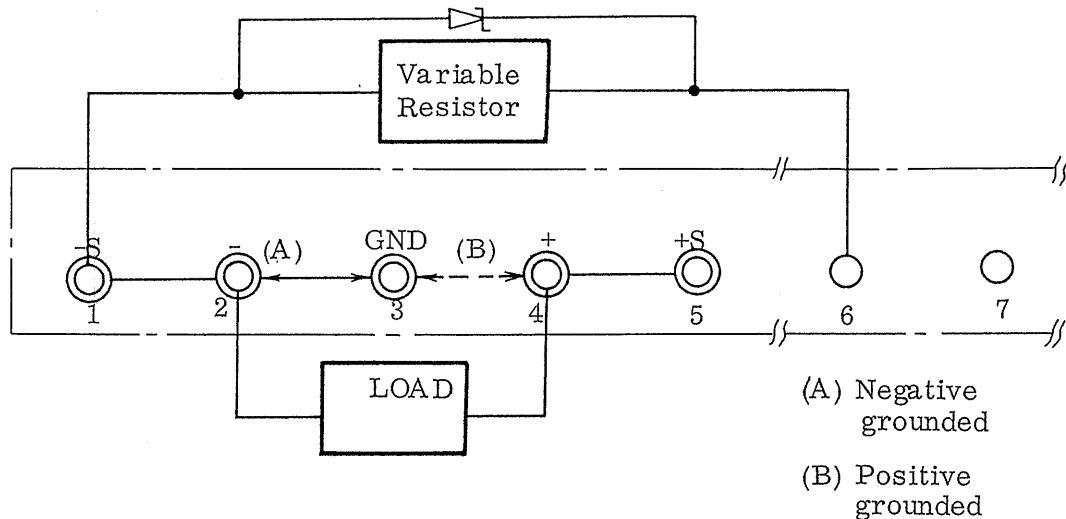 Variable
Resistor
-S
-
(A)
GND
(B)
+
+S
1
2
3
4
5
6
7
LOAD
(A) Negative
grounded
(B) Positive
grounded